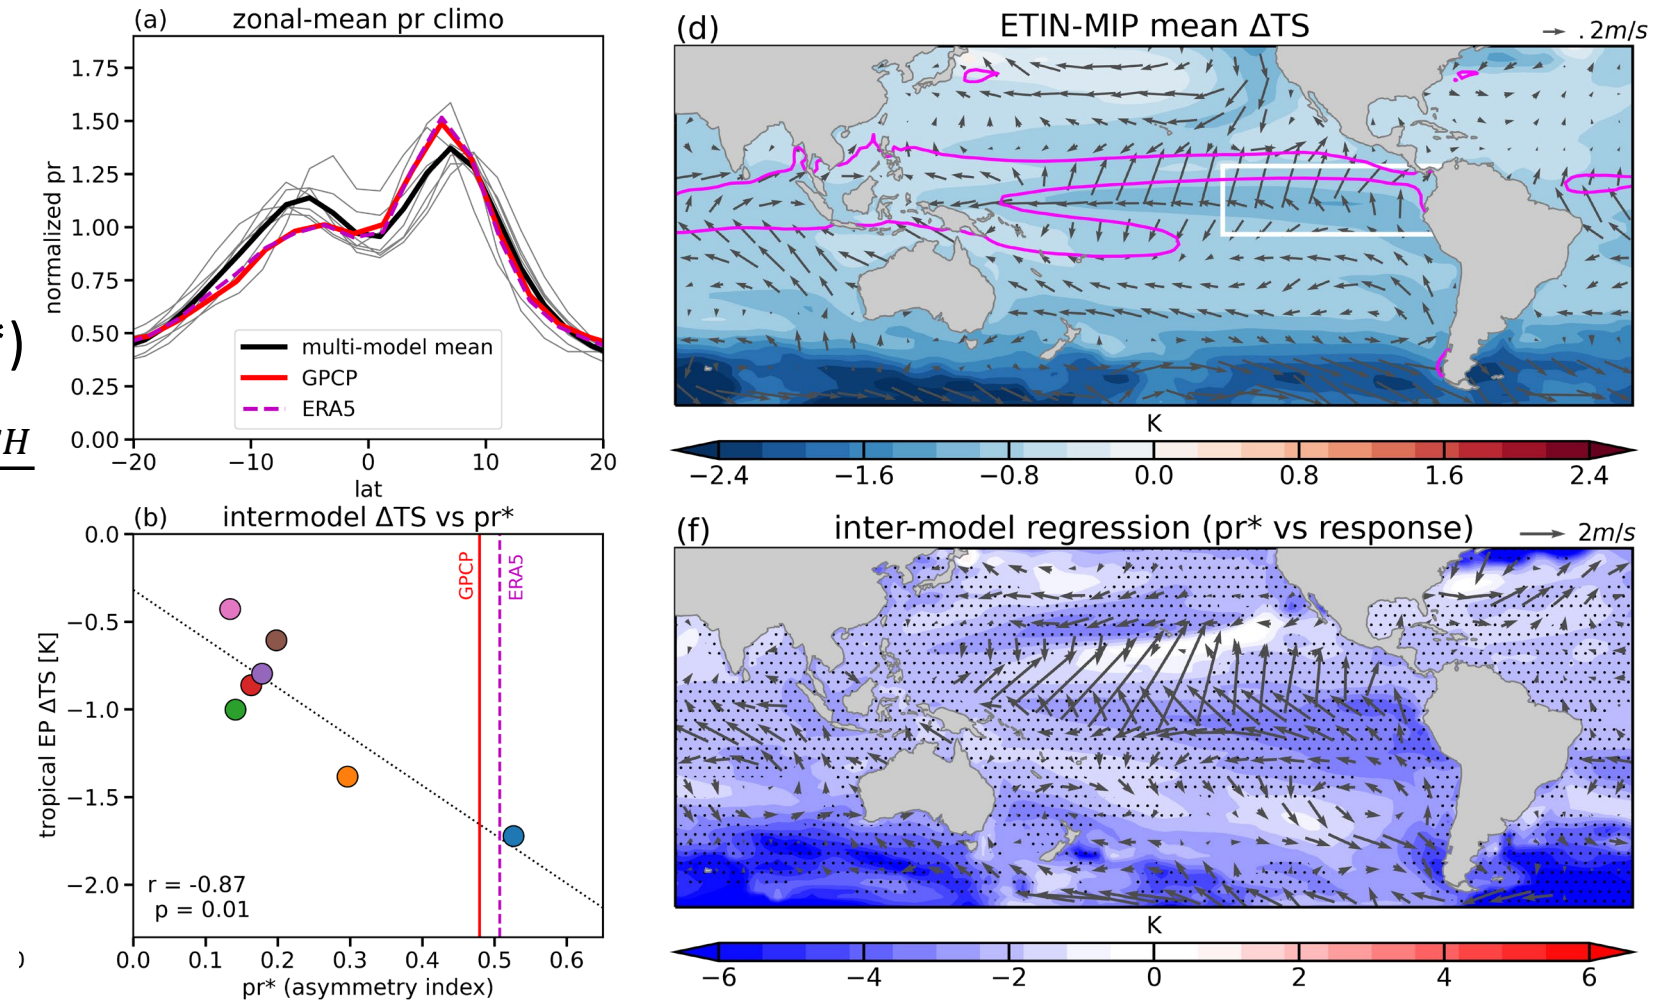 (a) zonal-mean pr climo
normalized pr
1.75
1.50
1.25
1.00
0.75
0.50
0.25
0.00
multi-model mean
GPCP
ERA5
−20 −10 0 10 20
lat
*)
H
(b) intermodel ΔTS vs pr*
tropical EP ΔTS [K]
0.0
−0.5
−1.0
−1.5
−2.0
GPCP
ERA5
r = -0.87
p = 0.01
0.0 0.1 0.2 0.3 0.4 0.5 0.6
pr* (asymmetry index)
(d) ETIN-MIP mean ΔTS
.2m/s
K
−2.4 −1.6 −0.8 0.0 0.8 1.6 2.4
(f) inter-model regression (pr* vs response)
2m/s
K
−6 −4 −2 0 2 4 6